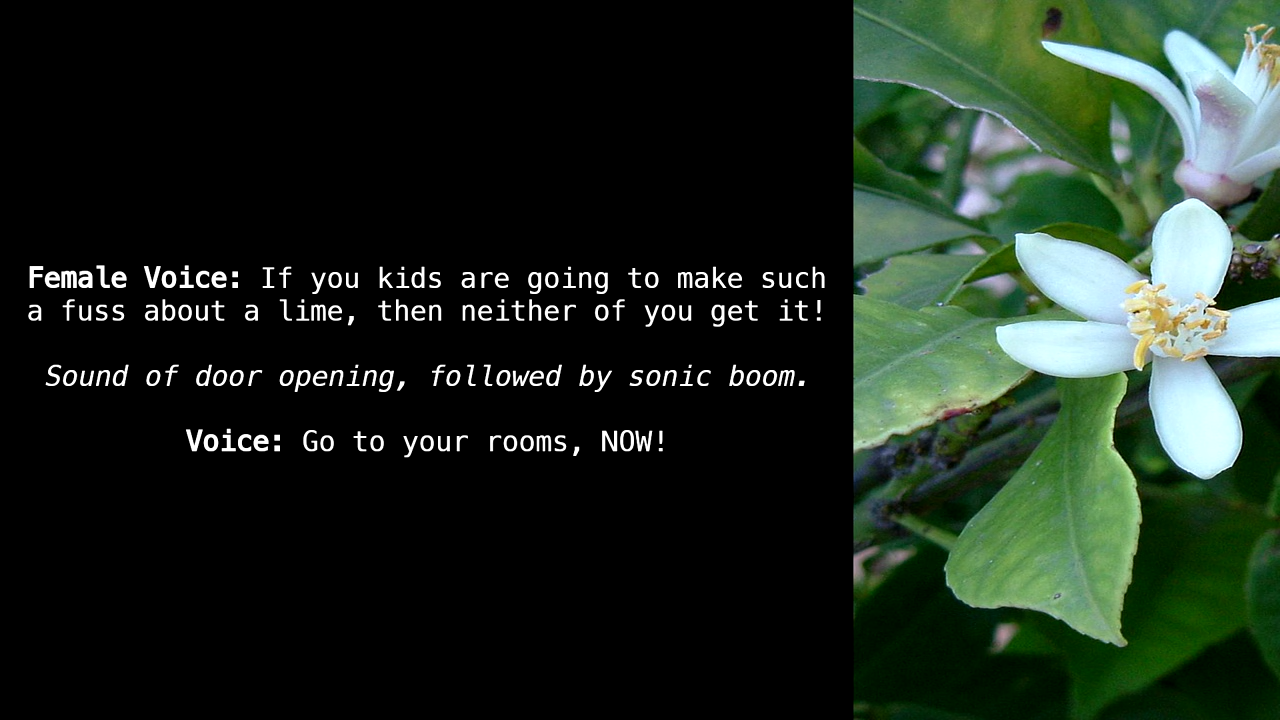 Female Voice: If you kids are going to make such
a fuss about a lime, then neither of you get it!
Sound of door opening, followed by sonic boom.
Voice: Go to your rooms, NOW!